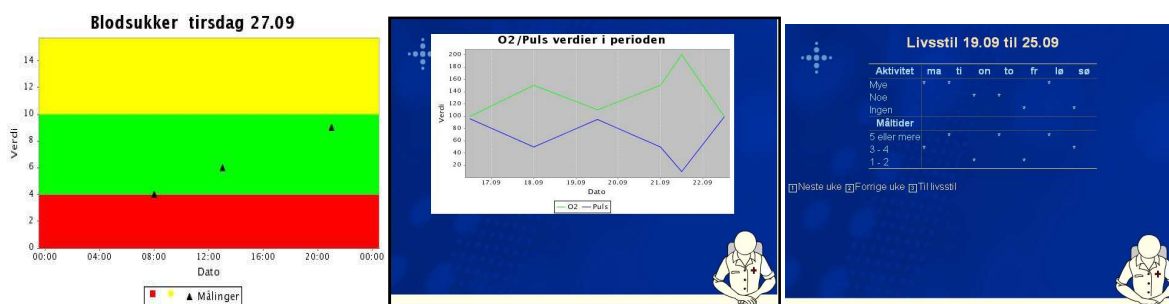 Blodsukker tirsdag 27.09
Verdi
14
12
10
8
6
4
2
0
00:00 04:00 08:00 12:00 16:00 20:00 00:00
Dato
Målinger
O2/Puls verdier i perioden
Verdi
200
180
160
140
120
100
80
60
40
20
17.09 18.09 19.09 20.09 21.09 22.09
Dato
O2 Puls
Livsstil 19.09 til 25.09
Aktivitet ma ti on to fr lø sø
Mye * * *
Noe * *
Ingen * *
Måltider
5 eller mere * * *
3 - 4 * *
1 - 2 * *
1 Neste uke 2 Forrige uke 3 Til livsstil